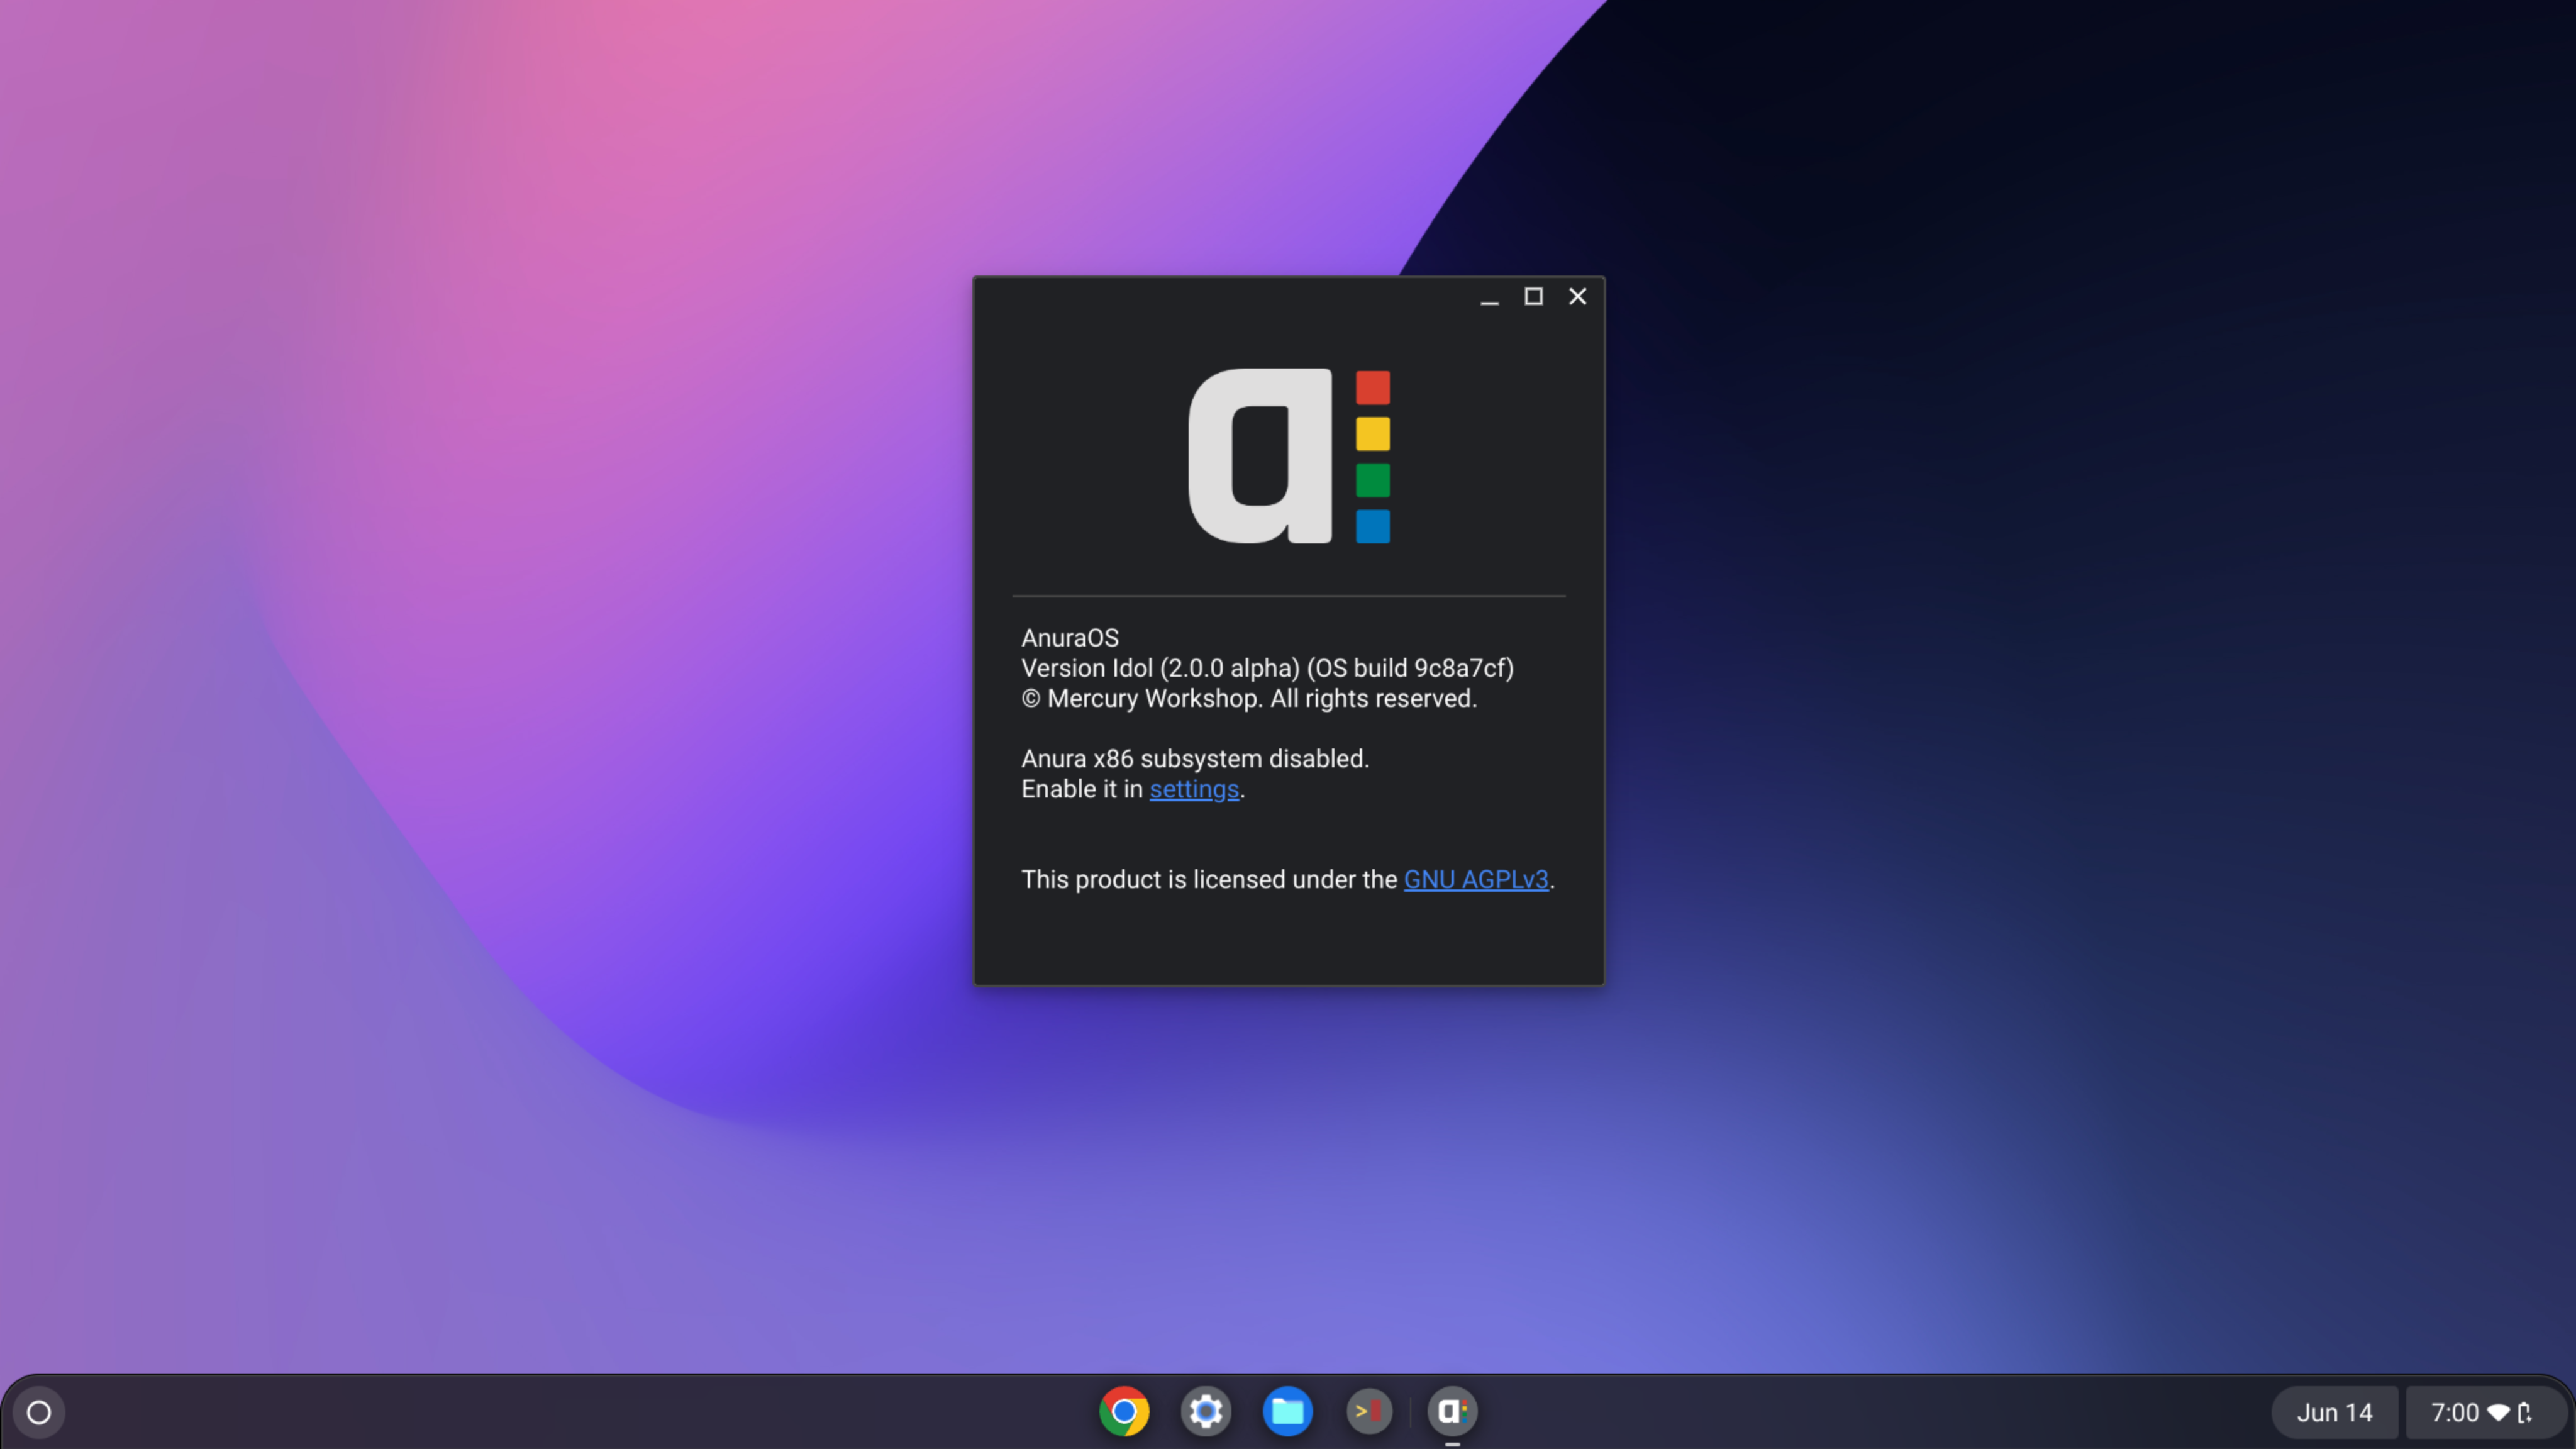 a
AnuraOS
Version Idol (2.0.0 alpha) (OS build 9c8a7cf)
© Mercury Workshop. All rights reserved.
Anura x86 subsystem disabled.
Enable it in settings.
This product is licensed under the GNU AGPLv3.
a
Jun 14
7:00